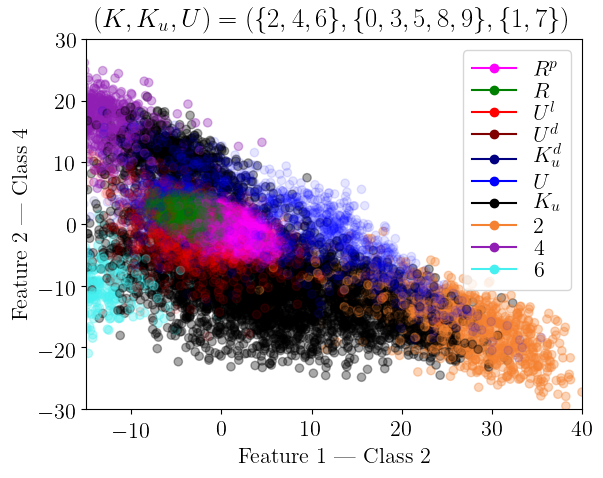 (K, K_u, U) = ({2, 4, 6}, {0, 3, 5, 8, 9}, {1, 7})
30
20
10
0
−10
−20
−30
Feature 2 — Class 4
R^p
R
U^l
U^d
K_u^d
U
K_u
2
4
6
−10
0
10
20
30
40
Feature 1 — Class 2